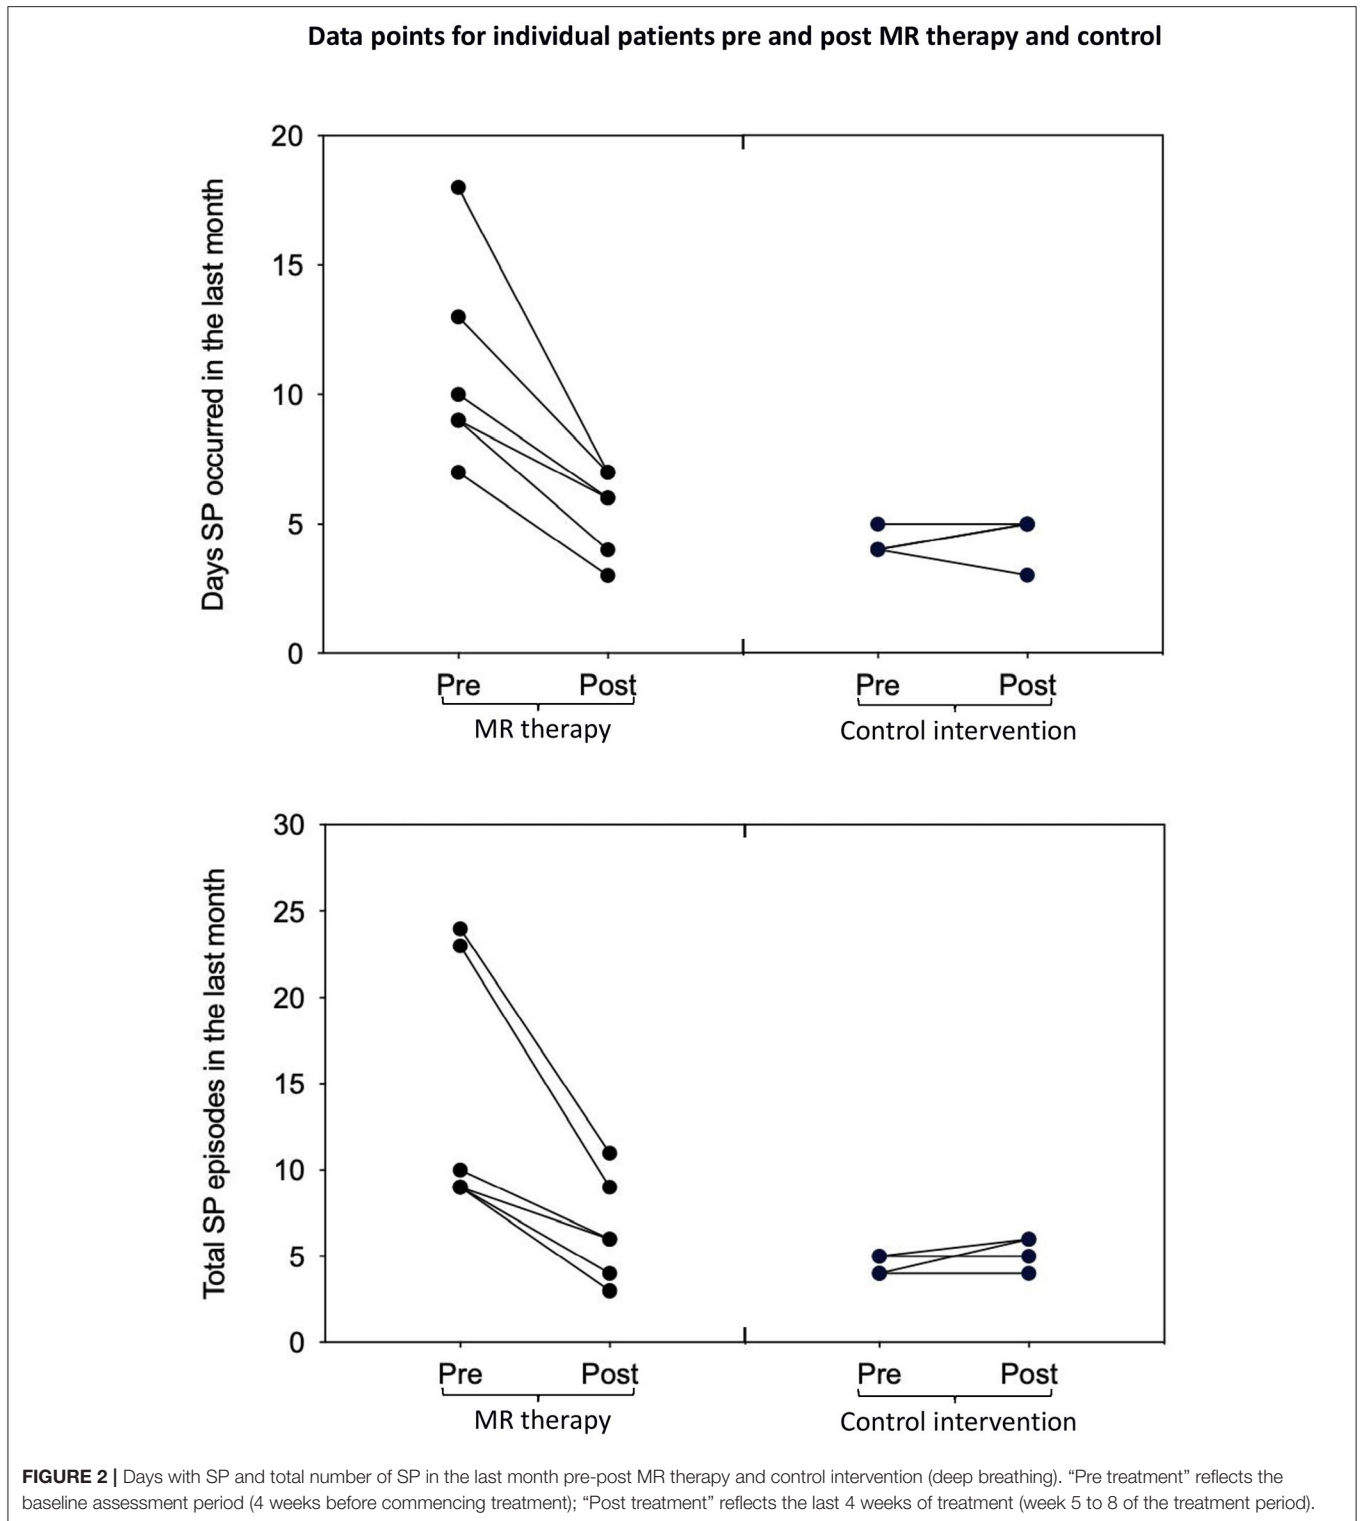 Data points for individual patients pre and post MR therapy and control
Days SP occurred in the last month
20
15
10
5
0
Pre Post Pre Post
MR therapy Control intervention
Total SP episodes in the last month
30
25
20
15
10
5
0
Pre Post Pre Post
MR therapy Control intervention
FIGURE 2 | Days with SP and total number of SP in the last month pre-post MR therapy and control intervention (deep breathing). “Pre treatment” reflects the
baseline assessment period (4 weeks before commencing treatment); “Post treatment” reflects the last 4 weeks of treatment (week 5 to 8 of the treatment period).